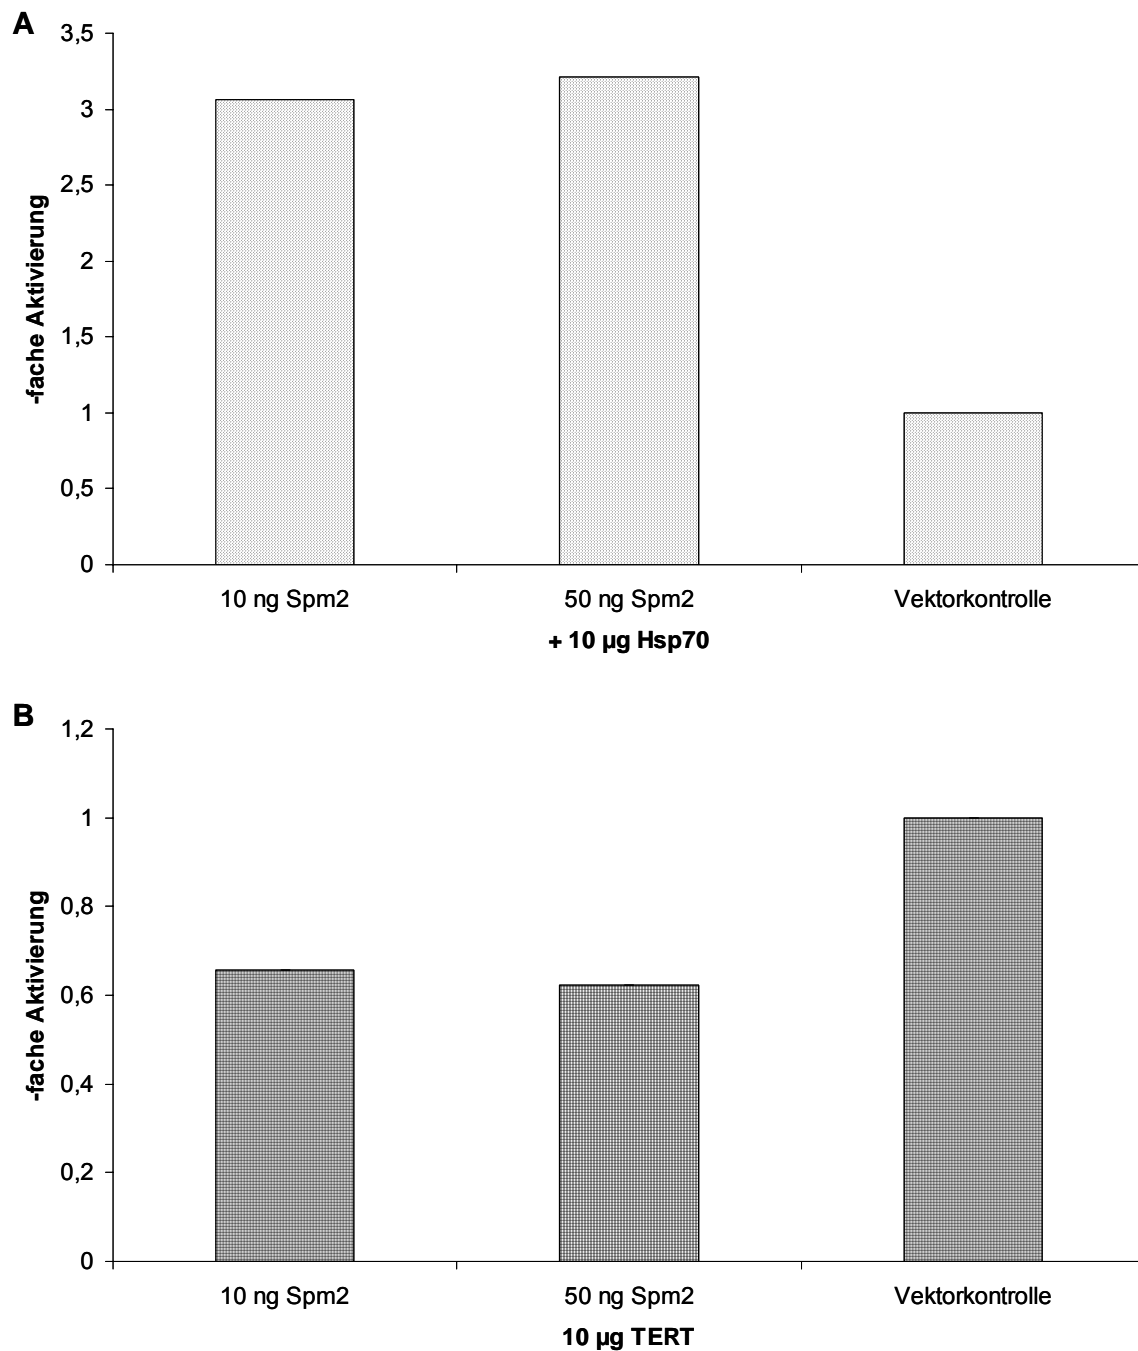 A
3,5
3
2,5
2
1,5
1
0,5
0
-fache Aktivierung
10 ng Spm2 50 ng Spm2 Vektorkontrolle
+ 10 µg Hsp70
B
1,2
1
0,8
0,6
0,4
0,2
0
-fache Aktivierung
10 ng Spm2 50 ng Spm2 Vektorkontrolle
10 µg TERT